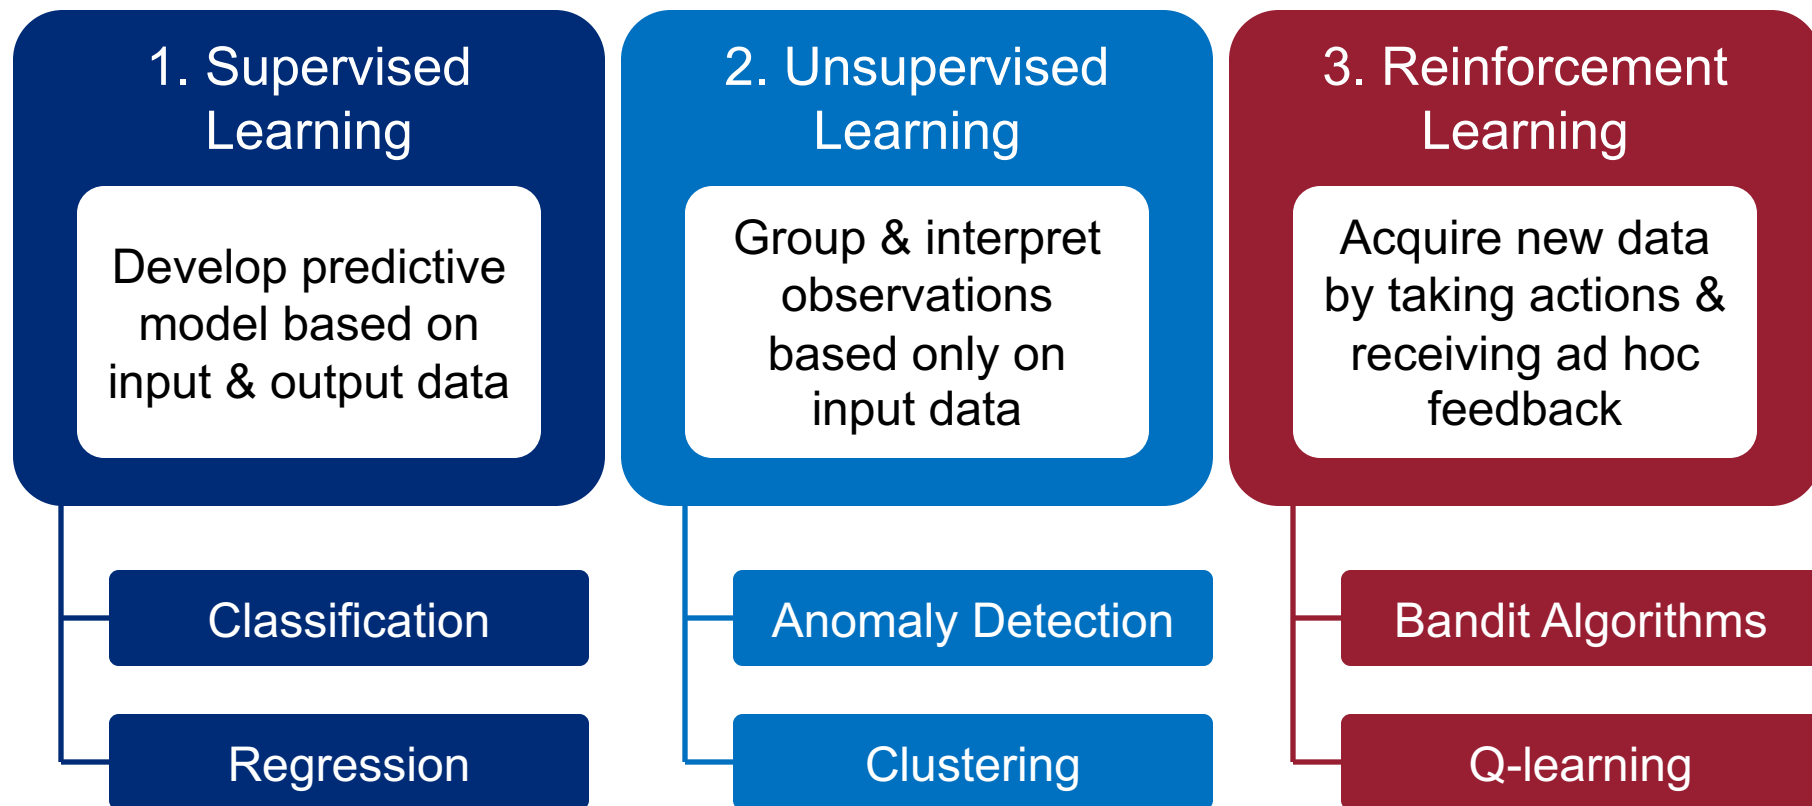 1. Supervised
Learning
Develop predictive
model based on
input & output data
Classification
Regression
2. Unsupervised
Learning
Group & interpret
observations
based only on
input data
Anomaly Detection
Clustering
3. Reinforcement
Learning
Acquire new data
by taking actions &
receiving ad hoc
feedback
Bandit Algorithms
Q-learning